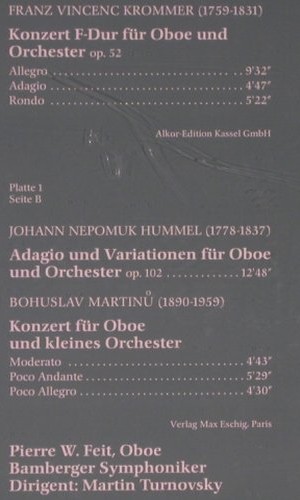 FRANZ VINCENC KROMMER (1759-1831)
Konzert F-Dur für Oboe und
Orchester op. 52
Allegro .......................... 9'32"
Adagio .......................... 4'47"
Rondo .......................... 5'22"
Alkor-Edition Kassel GmbH
Platte 1
Seite B
JOHANN NEPOMUK HUMMEL (1778-1837)
Adagio und Variationen für Oboe
und Orchester op. 102 ............. 12'48"
BOHUSLAV MARTINŮ (1890-1959)
Konzert für Oboe
und kleines Orchester
Moderato .......................... 4'43"
Poco Andante .......................... 5'29"
Poco Allegro .......................... 4'30"
Verlag Max Eschig, Paris
Pierre W. Feit, Oboe
Bamberger Symphoniker
Dirigent: Martin Turnovsky